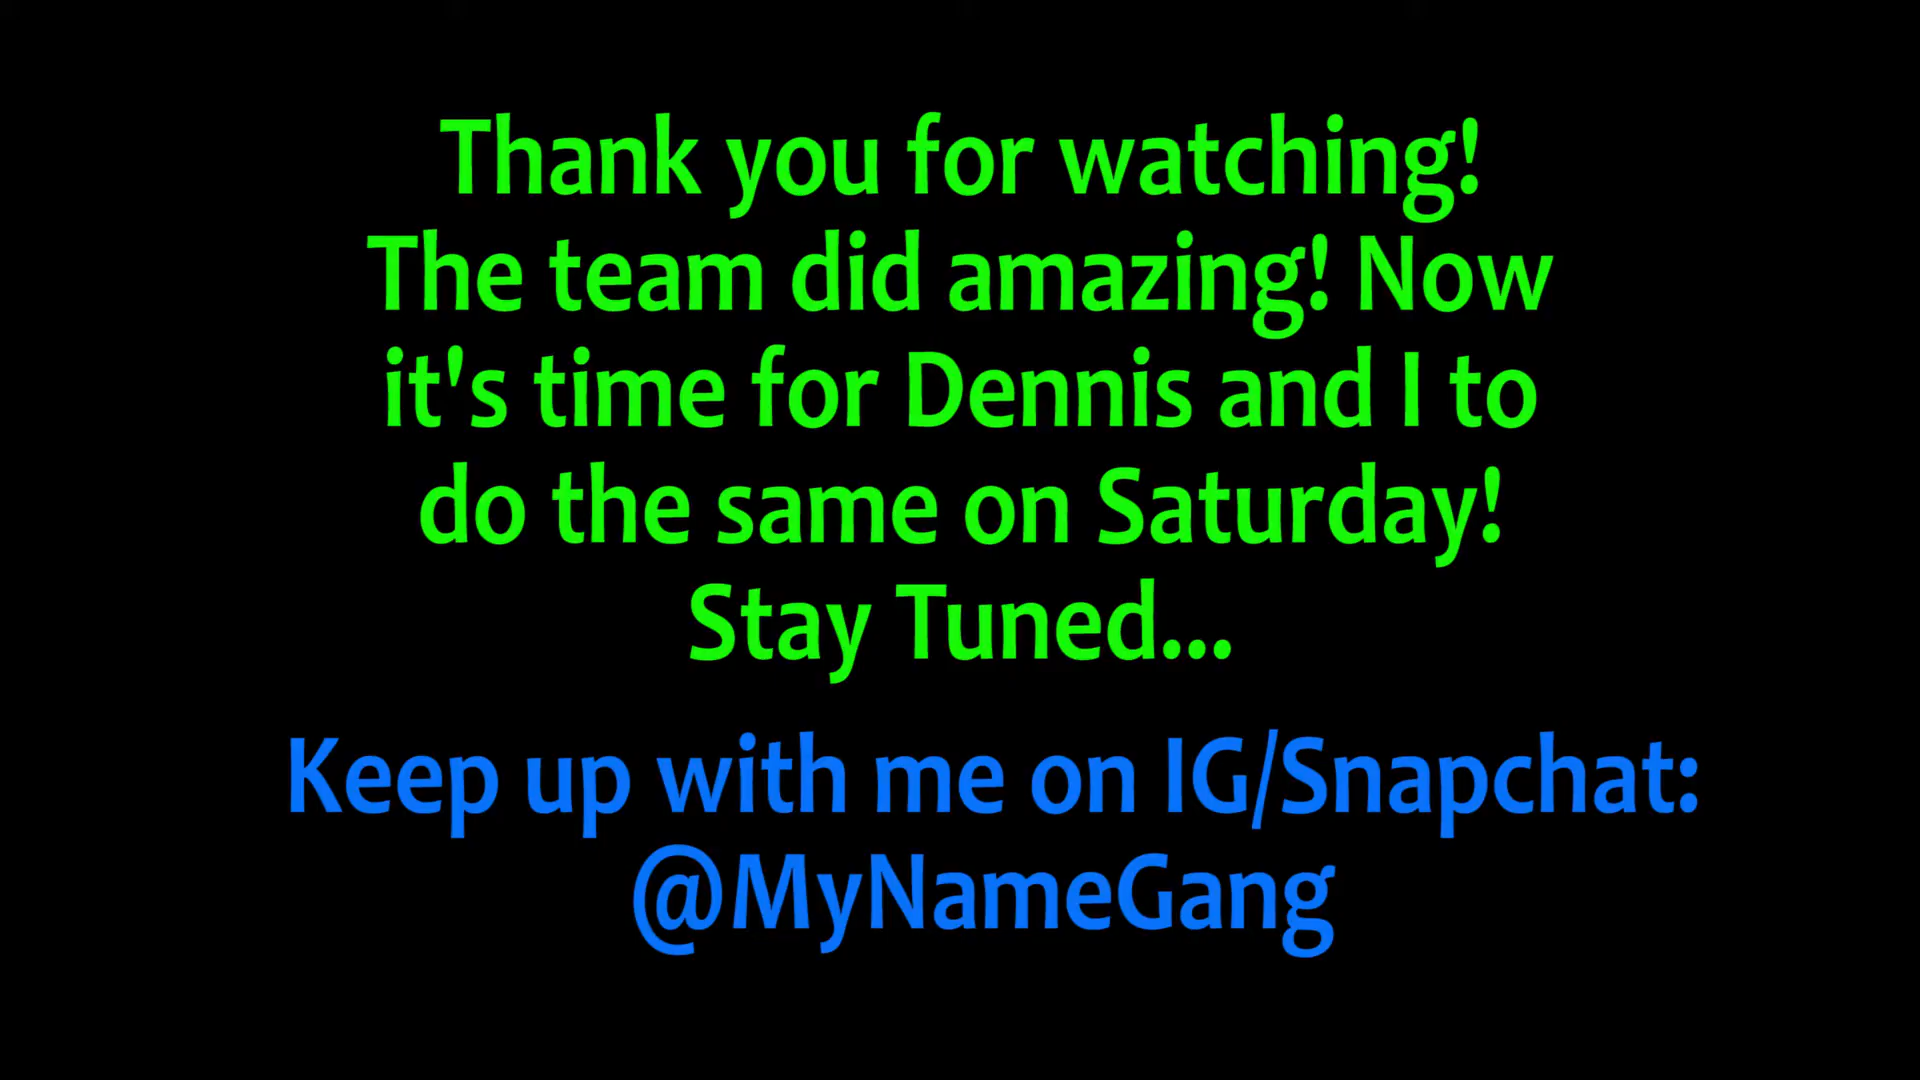 Thank you for watching!
The team did amazing! Now
it's time for Dennis and I to
do the same on Saturday!
Stay Tuned...
Keep up with me on IG/Snapchat:
@MyNameGang